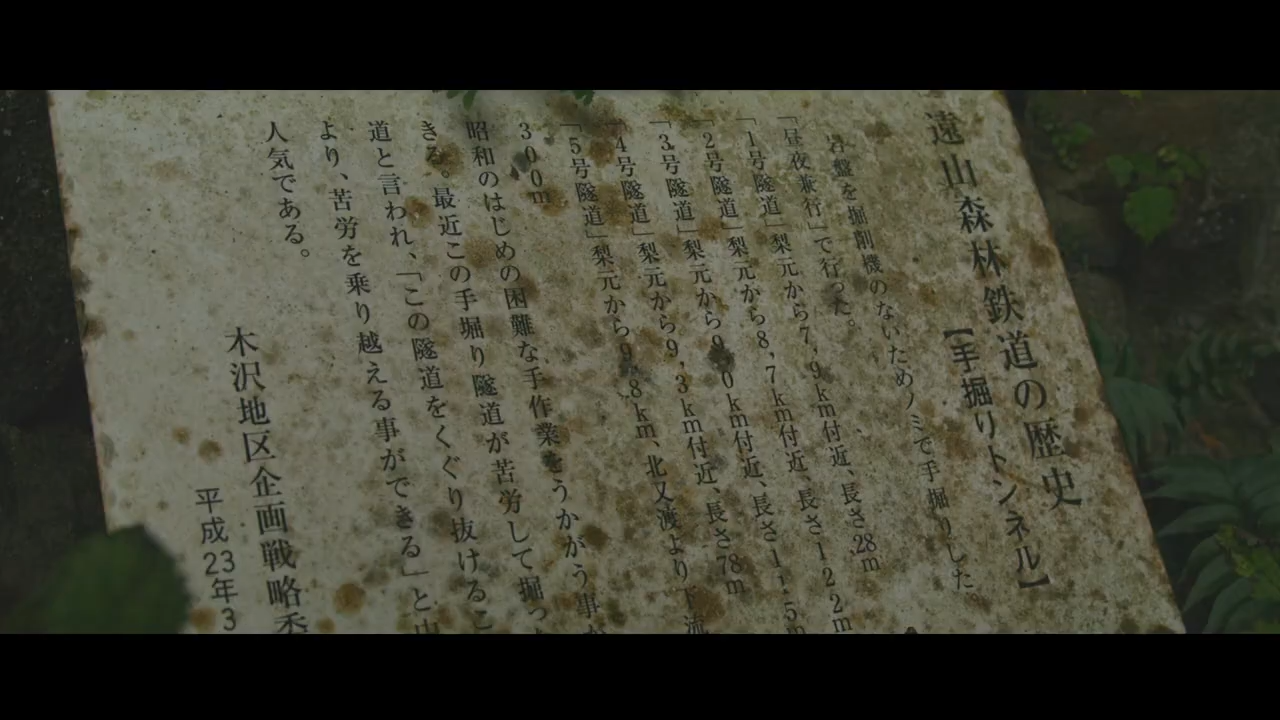 遠山森林鉄道の歴史
【手掘りトンネル】
岩盤を掘削機のないためノミで手掘りした
「昼夜兼行」で行った。
「1号隧道」梨元から7,9km付近、長さ28m
「2号隧道」梨元から8,7km付近、長さ122m
「3号隧道」梨元から9,0km付近、長さ115m
「4号隧道」梨元から9,3km付近、長さ78m
「5号隧道」梨元から9,8km、北又渡より下流
300m
昭和のはじめの困難な手作業をうかがう事が
きる。最近この手堀り隧道が苦労して掘った
道と言われ、「この隧道をくぐり抜けるこ
より、苦労を乗り越える事ができる」と
人気である。
木沢地区企画戦略
平成23年3